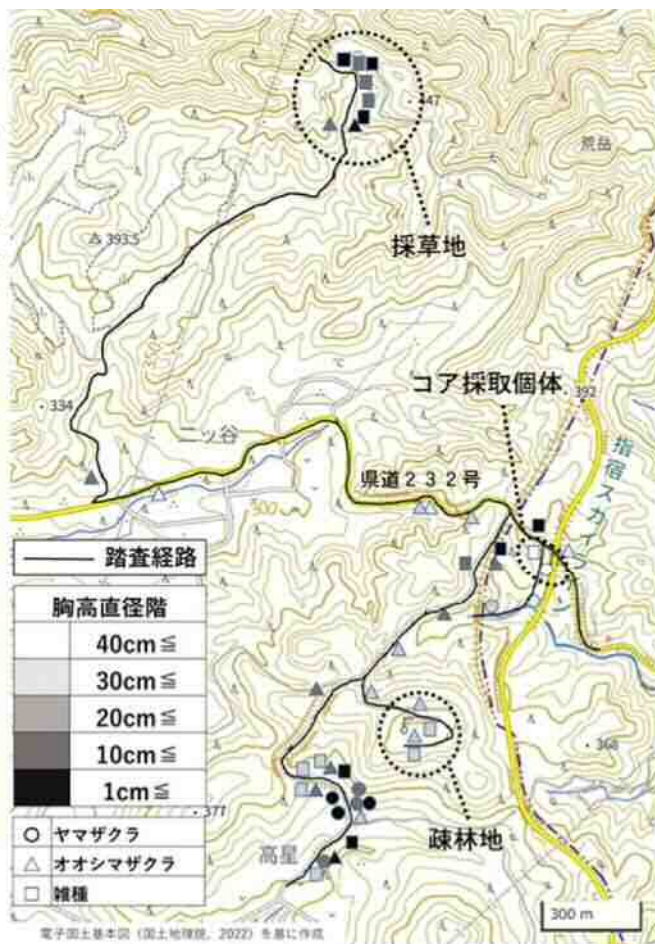 447
荒岳
393.5
採草地
350
コア採取個体
392
334
二ッ谷
指宿スカイライン
県道232号
300
踏査経路
胸高直径階
40cm≦
30cm≦
20cm≦
10cm≦
1cm≦
368
377
疎林地
高星
ヤマザクラ
オオシマザクラ
雑種
300 m
電子国土基本図（国土地理院，2022）を基に作成